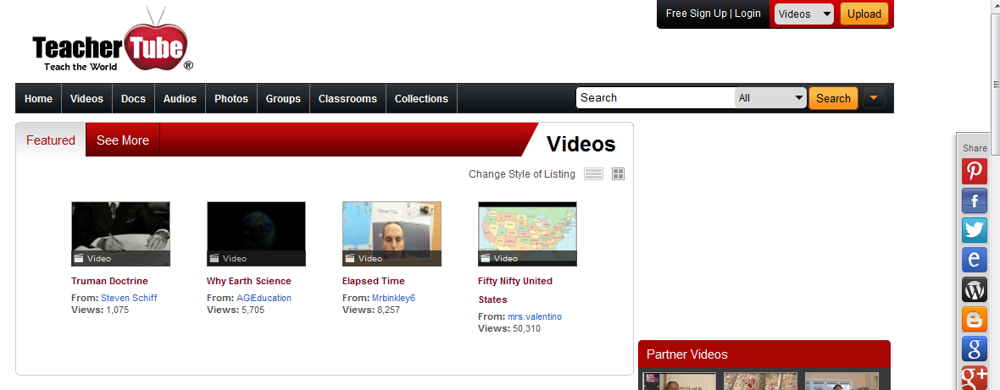 Free Sign Up | Login
Videos
Upload
Teacher Tube
Teach the World ®
Home
Videos
Docs
Audios
Photos
Groups
Classrooms
Collections
Search
All
Search
Featured
See More
Videos
Change Style of Listing
Video
Video
Video
Video
Truman Doctrine
From: Steven Schiff
Views: 1,075
Why Earth Science
From: AGIEducation
Views: 5,705
Elapsed Time
From: Mrbinkley6
Views: 8,257
Fifty Nifty United
States
From: mrs.valentino
Views: 50,310
Partner Videos
Share